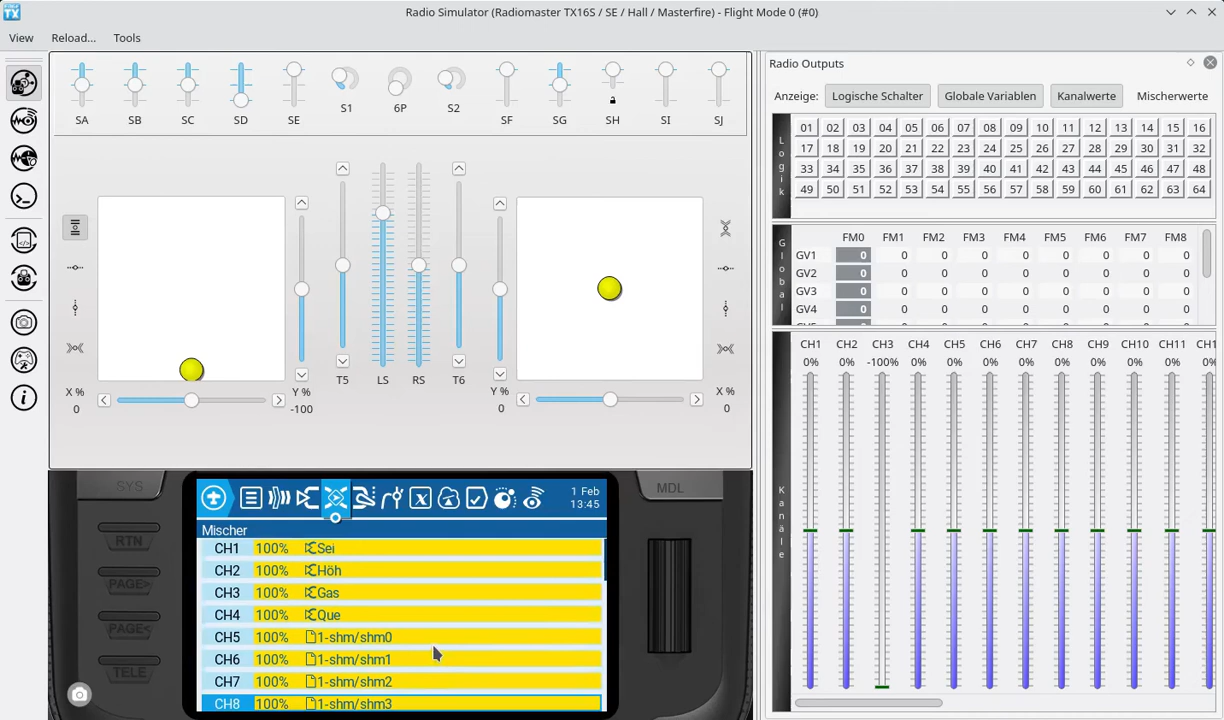 TX
Radio Simulator (Radiomaster TX16S / SE / Hall / Masterfire) - Flight Mode 0 (#0)
View Reload... Tools
SA SB SC SD SE S1 6P S2 SF SG SH SI SJ
X %
0
Y %
-100
T5 LS RS T6
Y %
0
X %
0
SYS
RTN
PAGE>
PAGE<
TELE
MDL
1 Feb
13:45
Mischer
CH1 100% Sei
CH2 100% Höh
CH3 100% Gas
CH4 100% Que
CH5 100% 1-shm/shm0
CH6 100% 1-shm/shm1
CH7 100% 1-shm/shm2
CH8 100% 1-shm/shm3
Radio Outputs
Anzeige: Logische Schalter Globale Variablen Kanalwerte Mischerwerte
Logik
01 02 03 04 05 06 07 08 09 10 11 12 13 14 15 16
17 18 19 20 21 22 23 24 25 26 27 28 29 30 31 32
33 34 35 36 37 38 39 40 41 42 43 44 45 46 47 48
49 50 51 52 53 54 55 56 57 58 59 60 61 62 63 64
Global
FM0 FM1 FM2 FM3 FM4 FM5 FM6 FM7 FM8
GV1 0 0 0 0 0 0 0 0 0
GV2 0 0 0 0 0 0 0 0 0
GV3 0 0 0 0 0 0 0 0 0
GV4 0 0 0 0 0 0 0 0 0
Kanäle
CH1 CH2 CH3 CH4 CH5 CH6 CH7 CH8 CH9 CH10 CH11 CH1
0% 0% -100% 0% 0% 0% 0% 0% 0% 0% 0% 0%